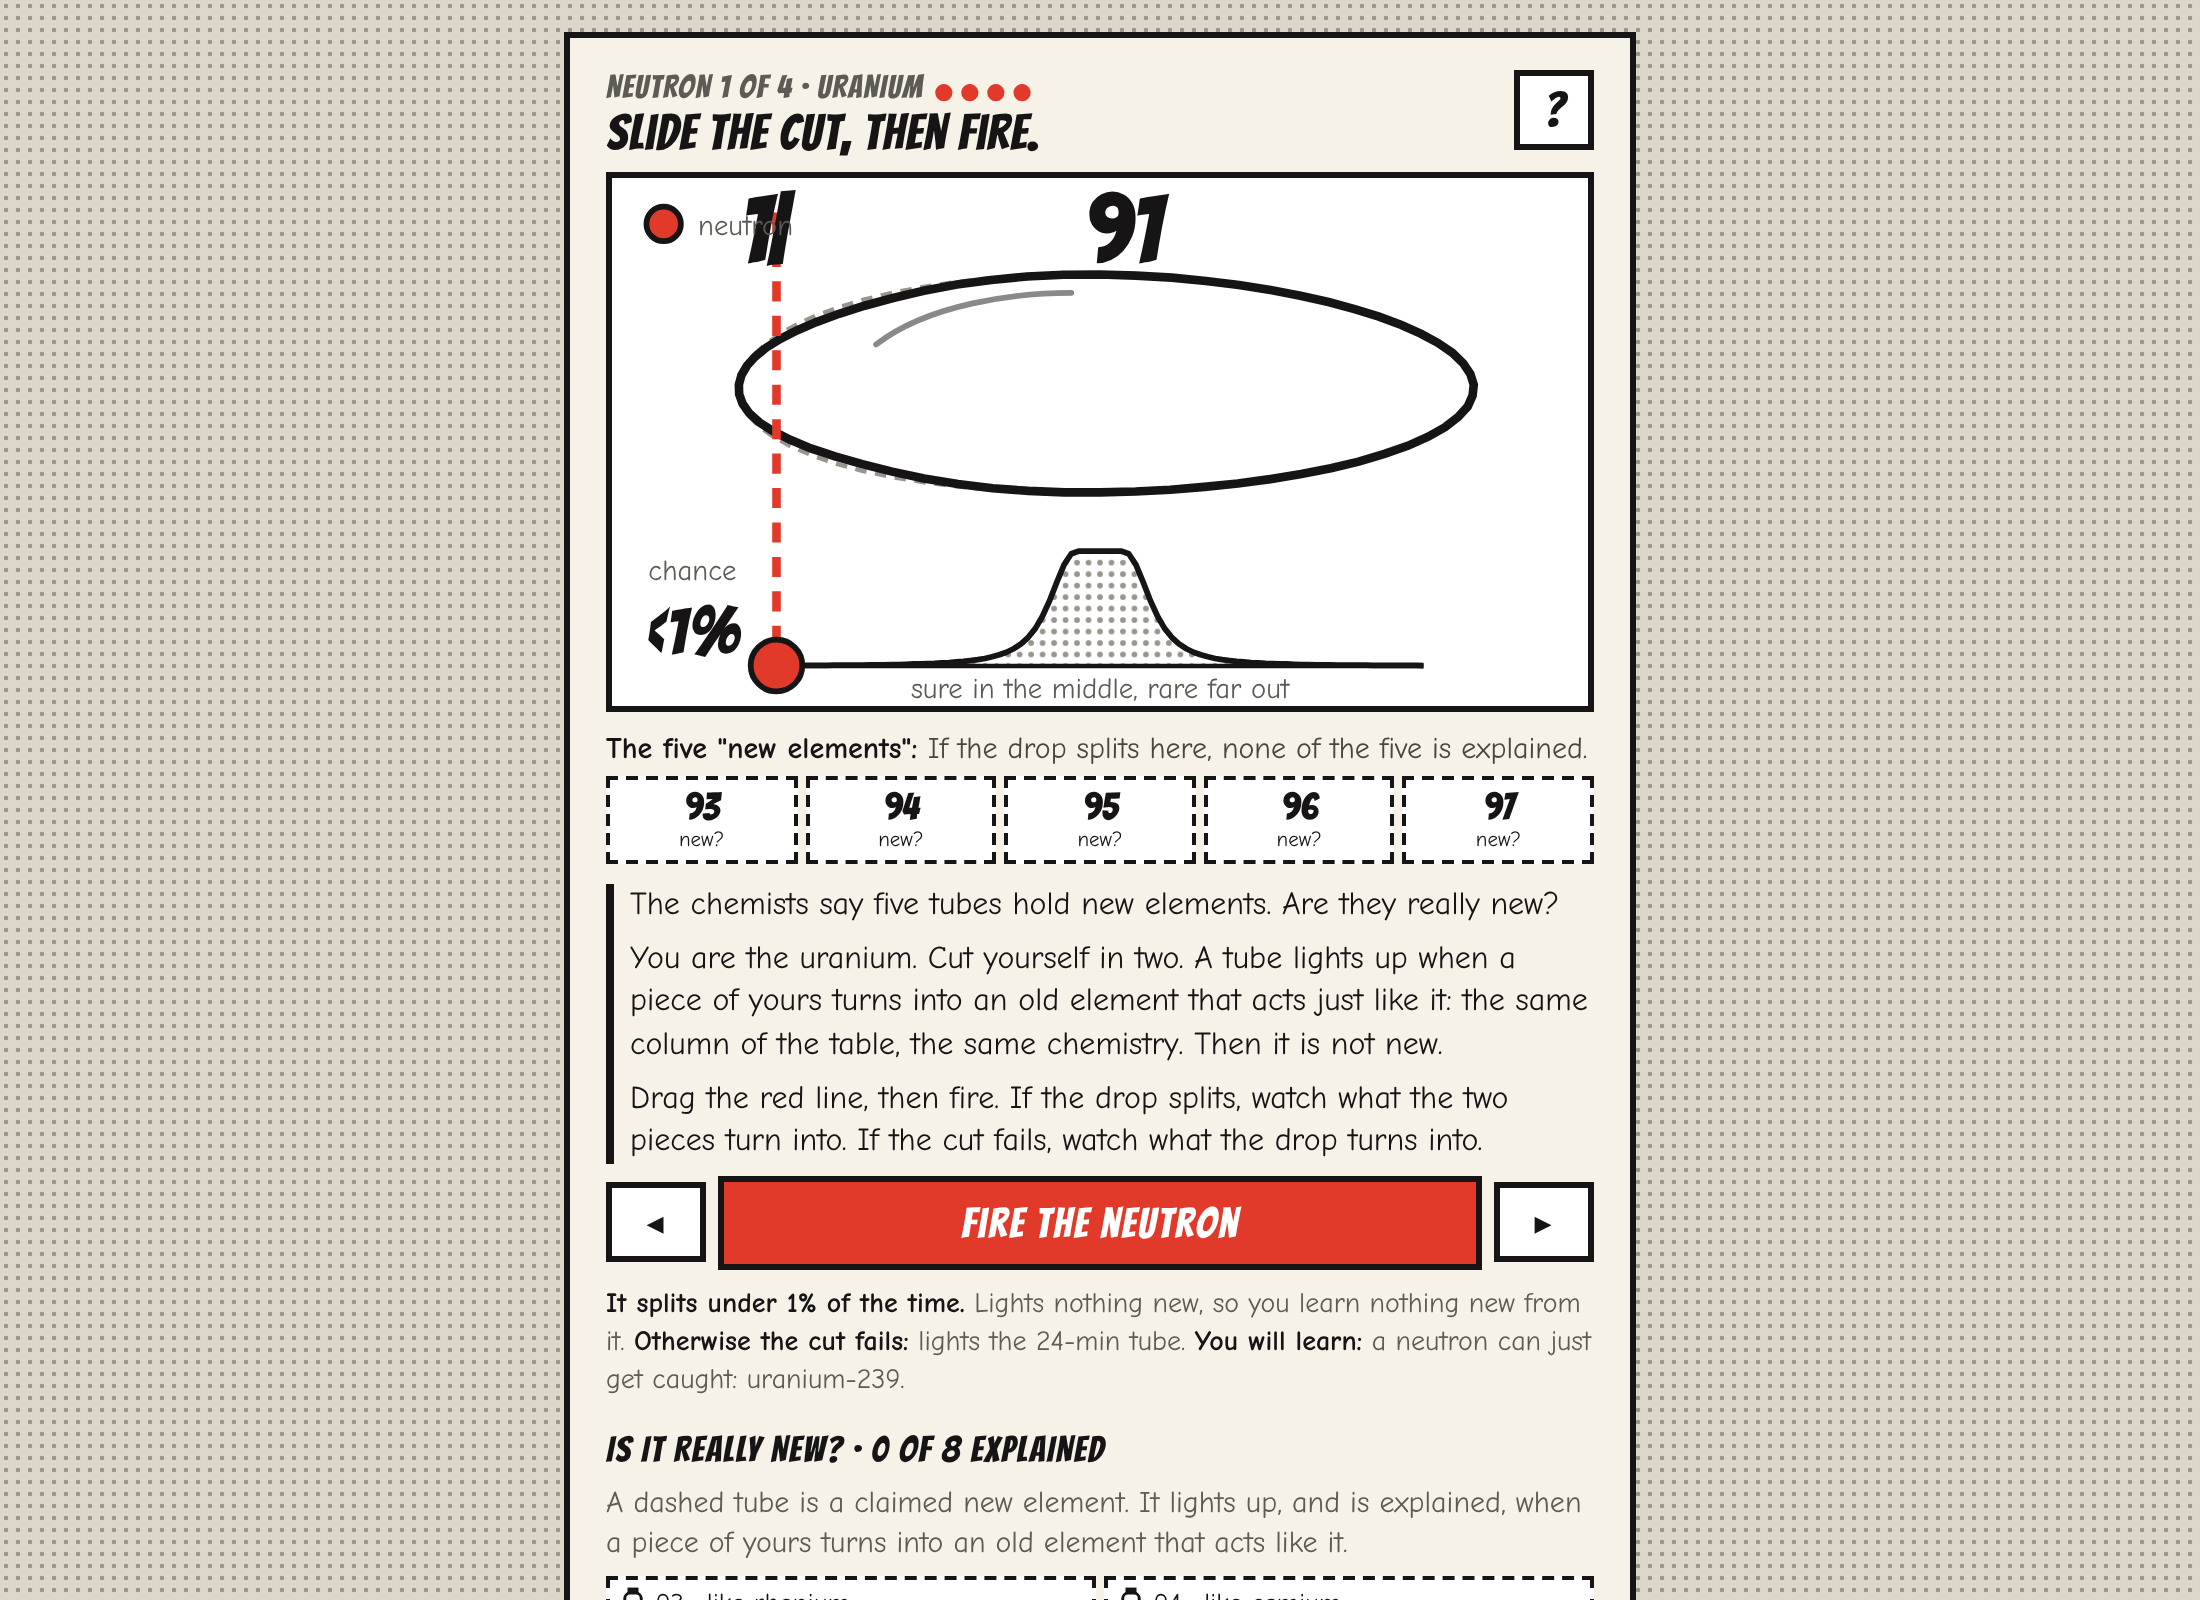 NEUTRON 1 OF 4 · URANIUM
SLIDE THE CUT, THEN FIRE.
?
neutron
1
91
chance
<1%
sure in the middle, rare far out
The five "new elements": If the drop splits here, none of the five is explained.
93 94 95 96 97
new? new? new? new? new?
The chemists say five tubes hold new elements. Are they really new?
You are the uranium. Cut yourself in two. A tube lights up when a
piece of yours turns into an old element that acts just like it: the same
column of the table, the same chemistry. Then it is not new.
Drag the red line, then fire. If the drop splits, watch what the two
pieces turn into. If the cut fails, watch what the drop turns into.
◄ FIRE THE NEUTRON ►
It splits under 1% of the time. Lights nothing new, so you learn nothing new from
it. Otherwise the cut fails: lights the 24-min tube. You will learn: a neutron can just
get caught: uranium-239.
IS IT REALLY NEW? · 0 OF 8 EXPLAINED
A dashed tube is a claimed new element. It lights up, and is explained, when
a piece of yours turns into an old element that acts like it.